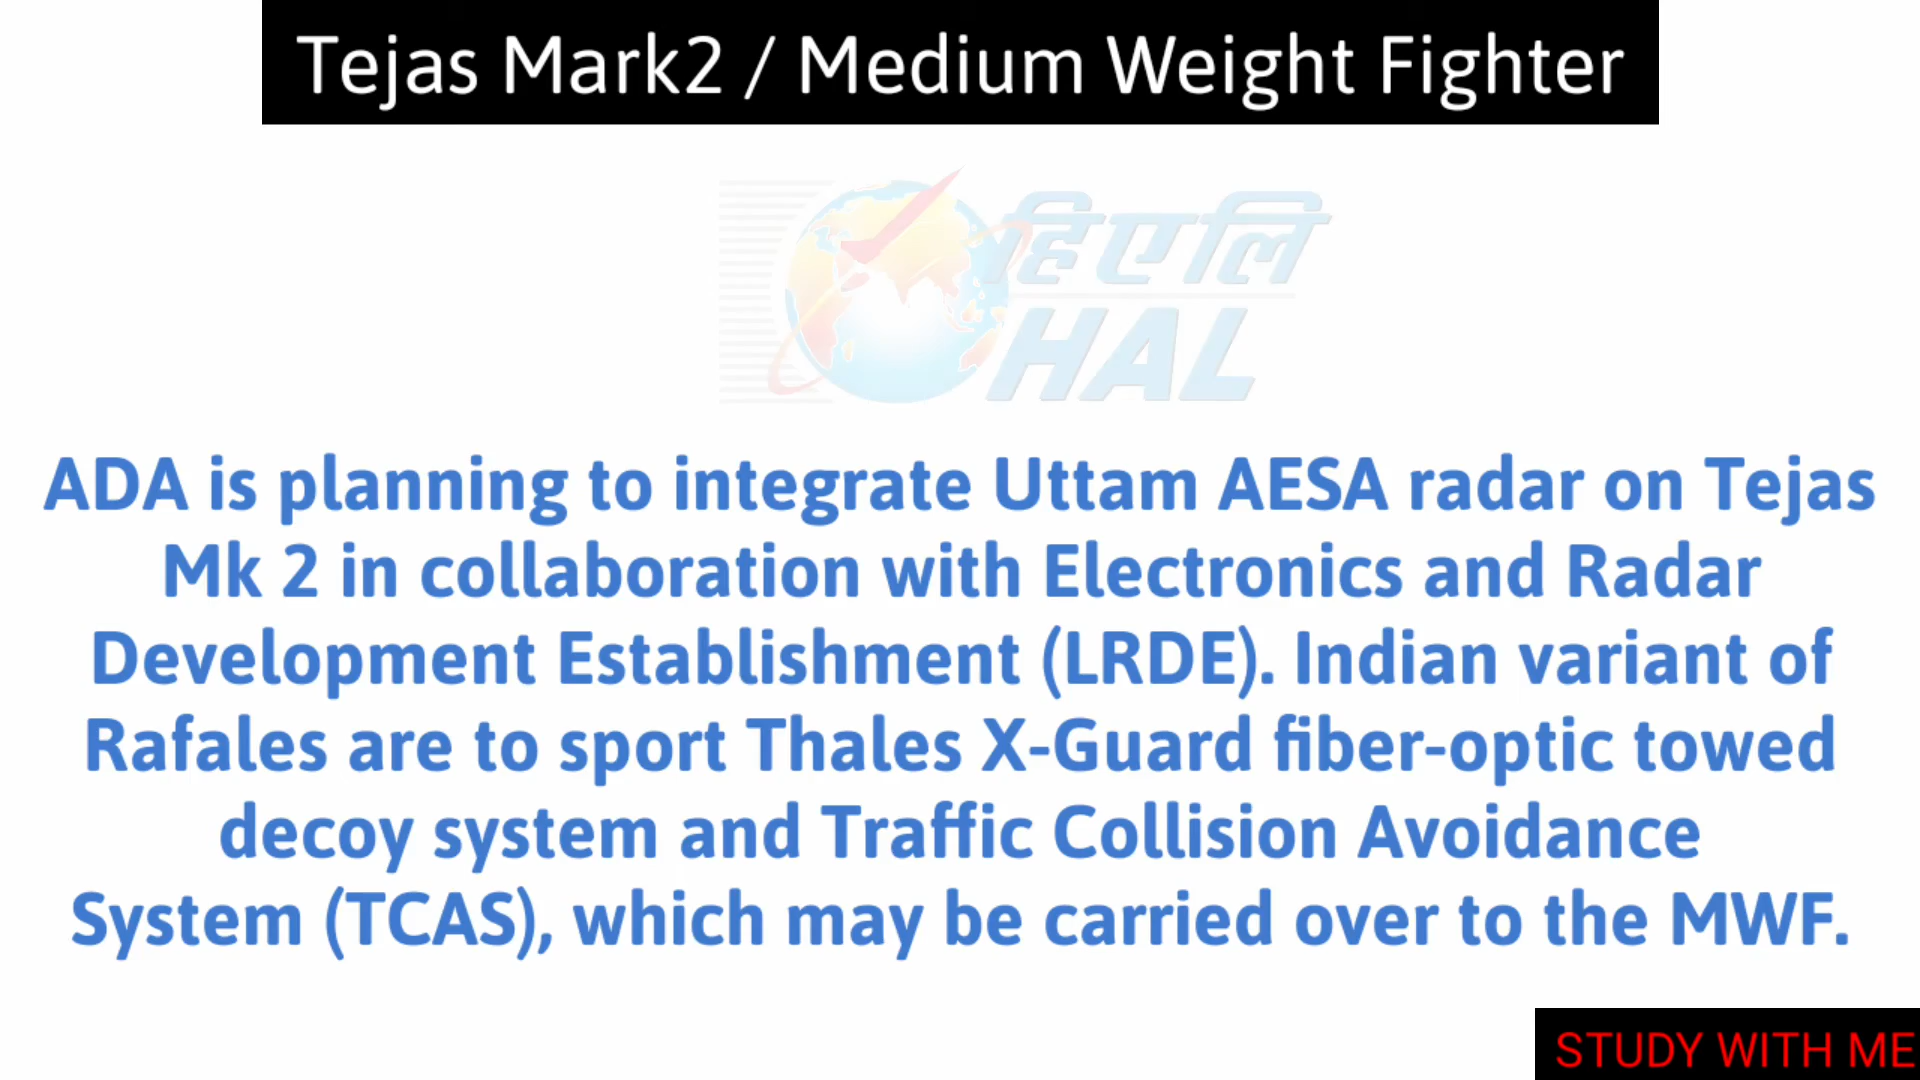 Tejas Mark2 / Medium Weight Fighter
हिएलि
HAL
ADA is planning to integrate Uttam AESA radar on Tejas
Mk 2 in collaboration with Electronics and Radar
Development Establishment (LRDE). Indian variant of
Rafales are to sport Thales X-Guard fiber-optic towed
decoy system and Traffic Collision Avoidance
System (TCAS), which may be carried over to the MWF.
STUDY WITH ME